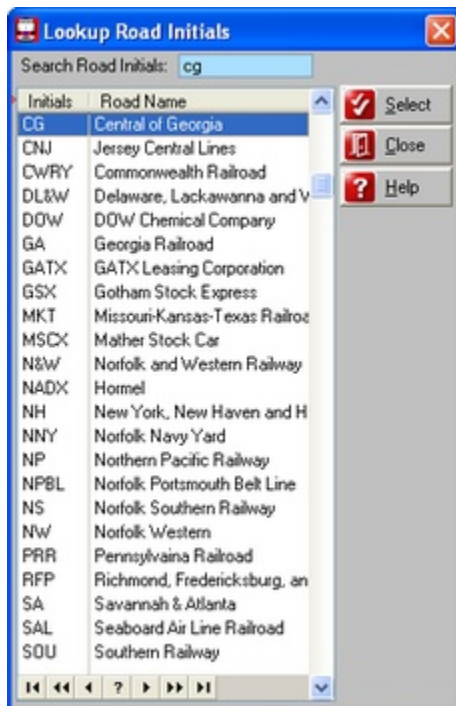 Lookup Road Initials
Search Road Initials: cg
Initials Road Name
CG Central of Georgia
CNJ Jersey Central Lines
CWRY Commonwealth Railroad
DL&W Delaware, Lackawanna and V
DOW DOW Chemical Company
GA Georgia Railroad
GATX GATX Leasing Corporation
GSX Gotham Stock Express
MKT Missouri-Kansas-Texas Railroa
MSCX Mather Stock Car
N&W Norfolk and Western Railway
NADX Hormel
NH New York, New Haven and H
NNY Norfolk Navy Yard
NP Northern Pacific Railway
NPBL Norfolk Portsmouth Belt Line
NS Norfolk Southern Railway
NW Norfolk Western
PRR Pennsylvaina Railroad
RFP Richmond, Fredericksburg, an
SA Savannah & Atlanta
SAL Seaboard Air Line Railroad
SOU Southern Railway
?
Select
Close
? Help